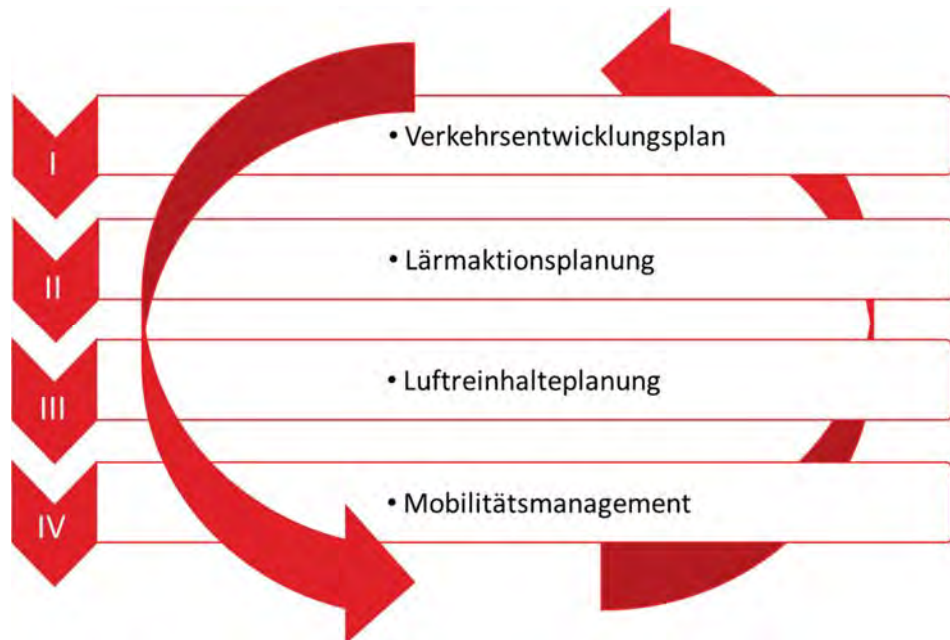 I
• Verkehrsentwicklungsplan
II
• Lärmaktionsplanung
III
• Luftreinhalteplanung
IV
• Mobilitätsmanagement